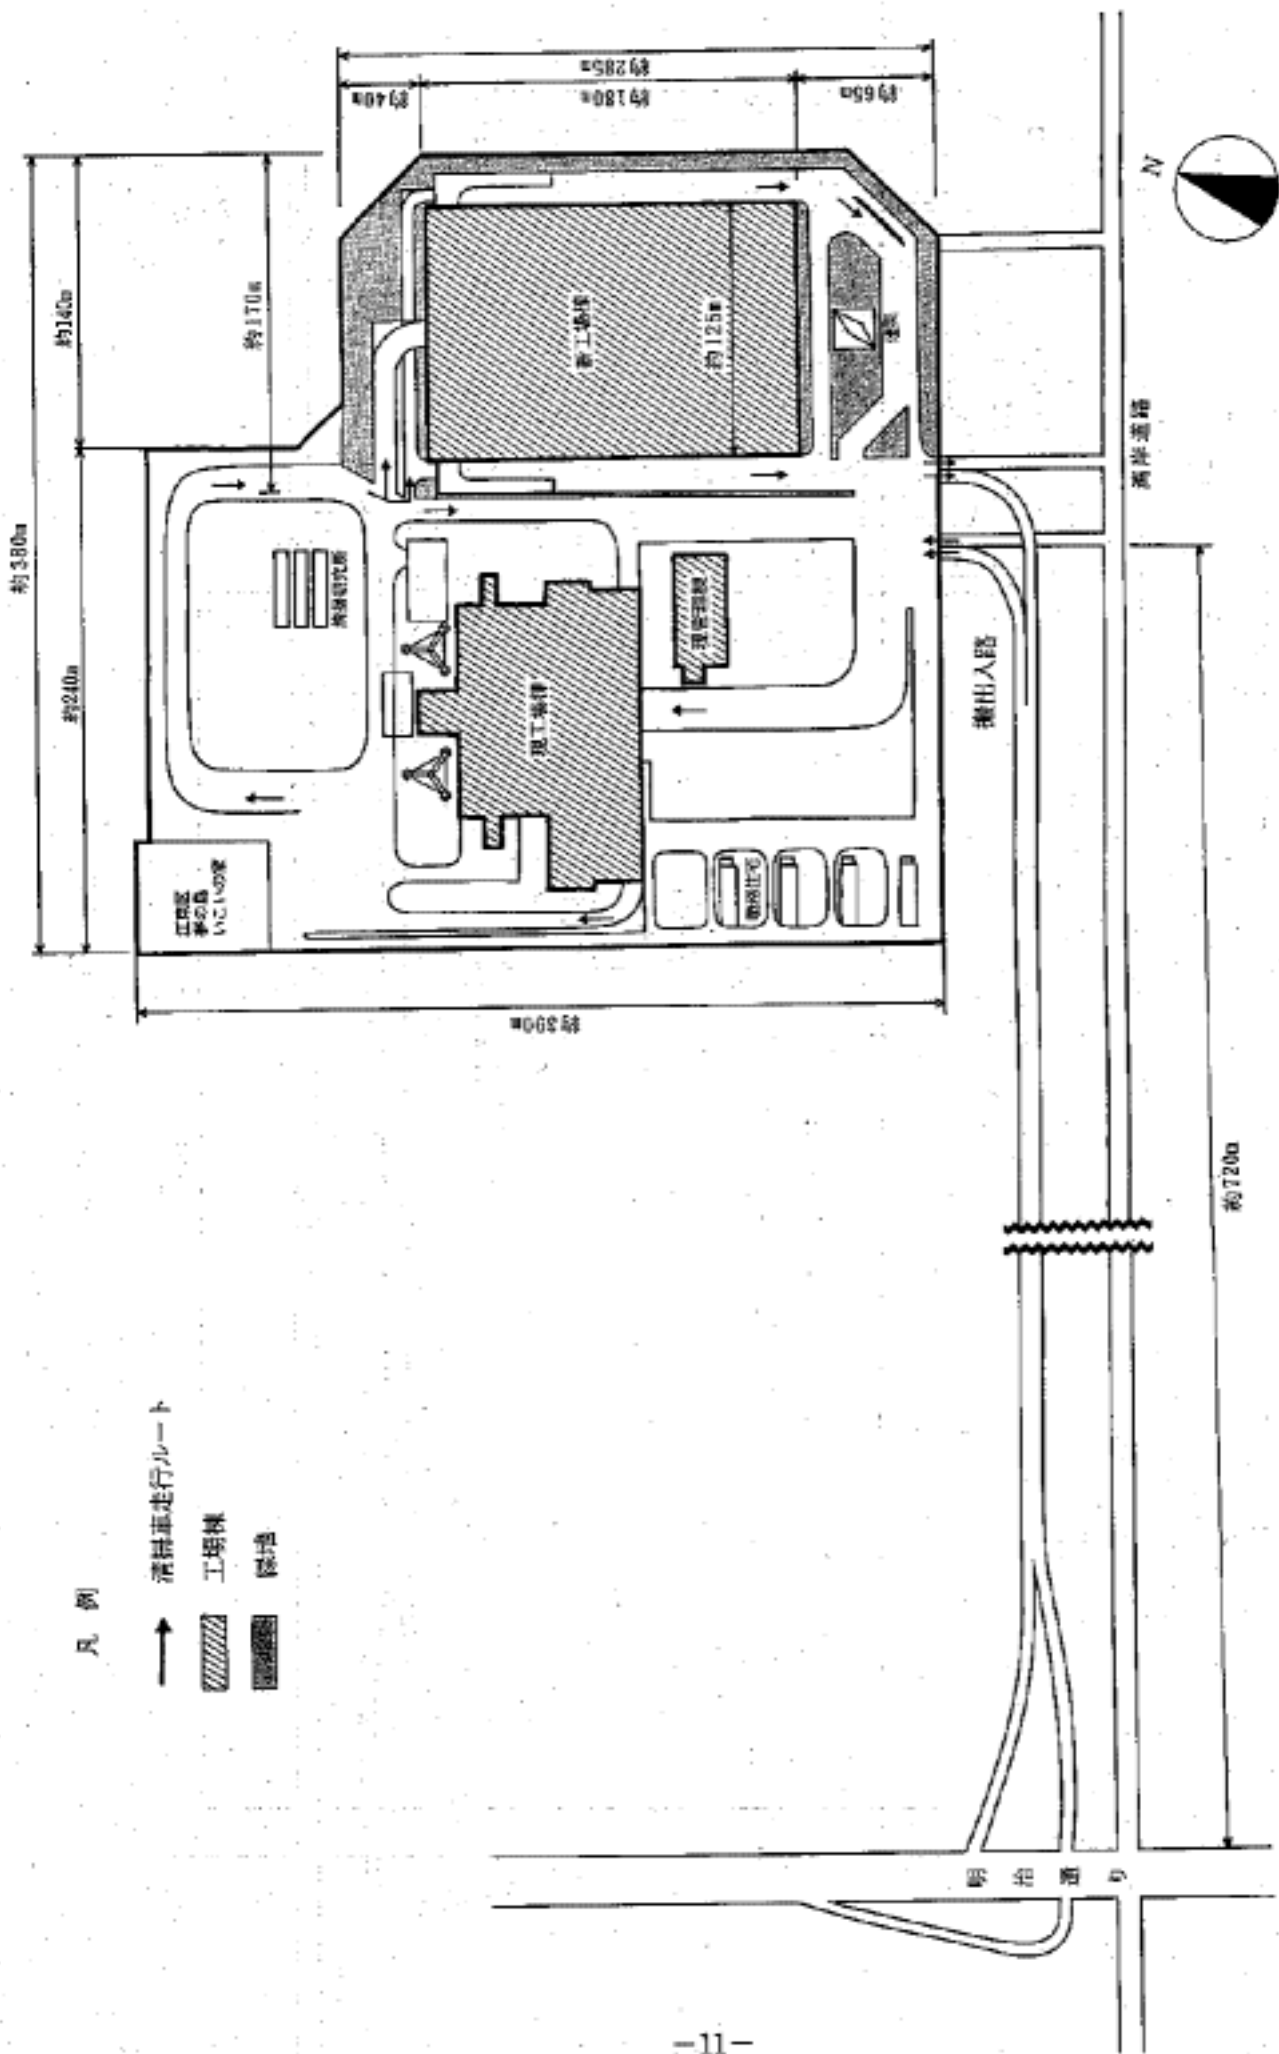 約380m
約240m
約140m
約170m
約285m
約40m
約180m
約65m
約390m
江東区
夢の島
いこいの家
現工場棟
新工場棟
約125m
煙突
搬出入路
湾岸道路
N
約720m
明治通り
凡例
清掃車走行ルート
工場棟
緑地
-11-